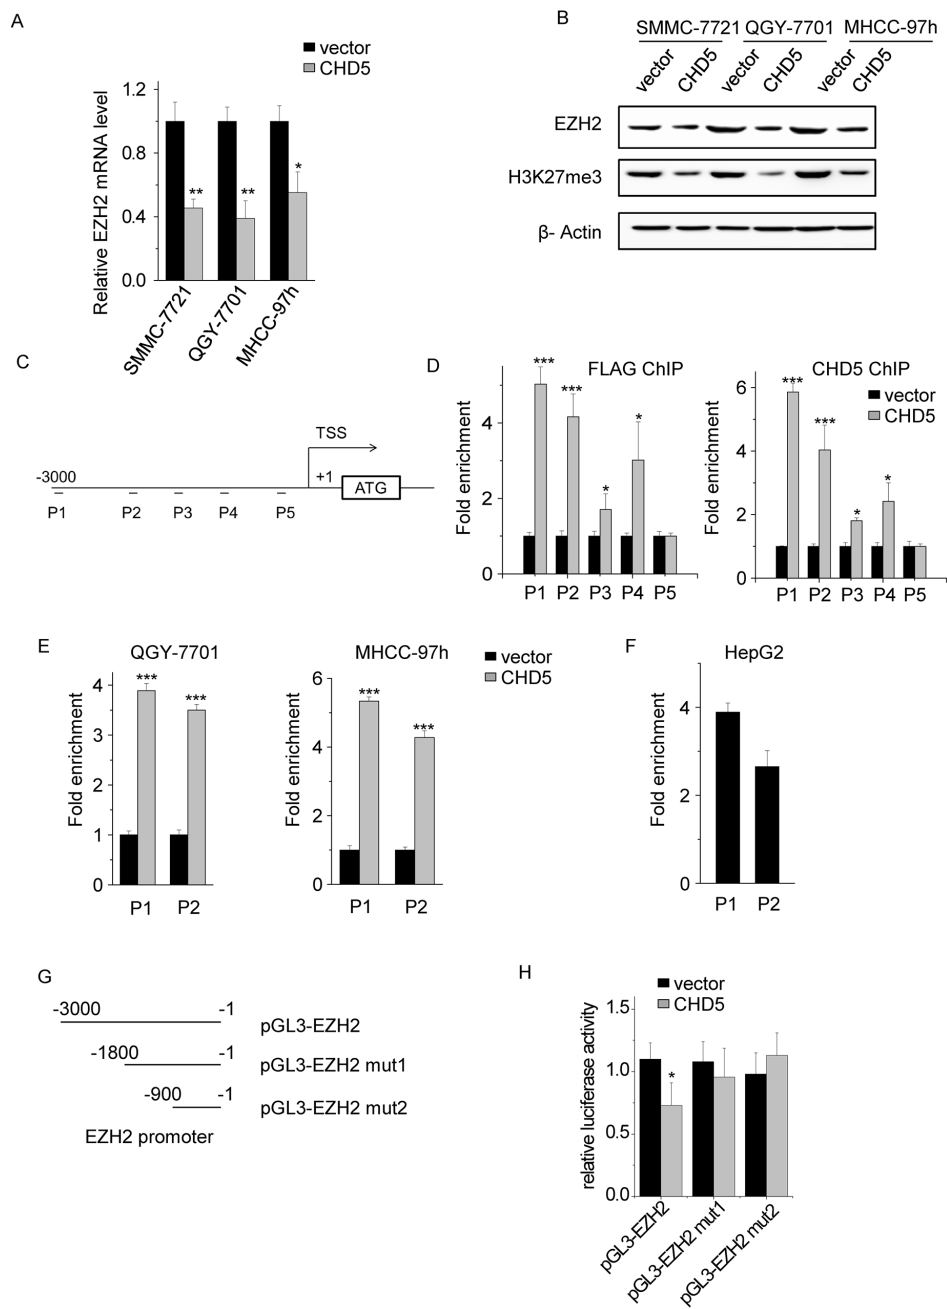 A
vector
CHD5
Relative EZH2 mRNA level
1.2
0.8
0.4
0.0
**
**
*
SMMC-7721
QGY-7701
MHCC-97h
B
SMMC-7721 QGY-7701 MHCC-97h
vector CHD5 vector CHD5 vector CHD5
EZH2
H3K27me3
β- Actin
C
TSS
-3000
+1
ATG
P1 P2 P3 P4 P5
D
FLAG ChIP
Fold enrichment
4
2
0
***
***
*
*
P1 P2 P3 P4 P5
CHD5 ChIP
vector
CHD5
Fold enrichment
6
4
2
0
***
***
*
*
P1 P2 P3 P4 P5
E
QGY-7701
Fold enrichment
4
3
2
1
0
***
***
P1 P2
MHCC-97h
vector
CHD5
Fold enrichment
6
4
2
0
***
***
P1 P2
F
HepG2
Fold enrichment
4
2
0
P1 P2
G
-3000 -1
pGL3-EZH2
-1800 -1
pGL3-EZH2 mut1
-900 -1
pGL3-EZH2 mut2
EZH2 promoter
H
vector
CHD5
relative luciferase activity
1.5
1.0
0.5
0.0
*
pGL3-EZH2
pGL3-EZH2 mut1
pGL3-EZH2 mut2